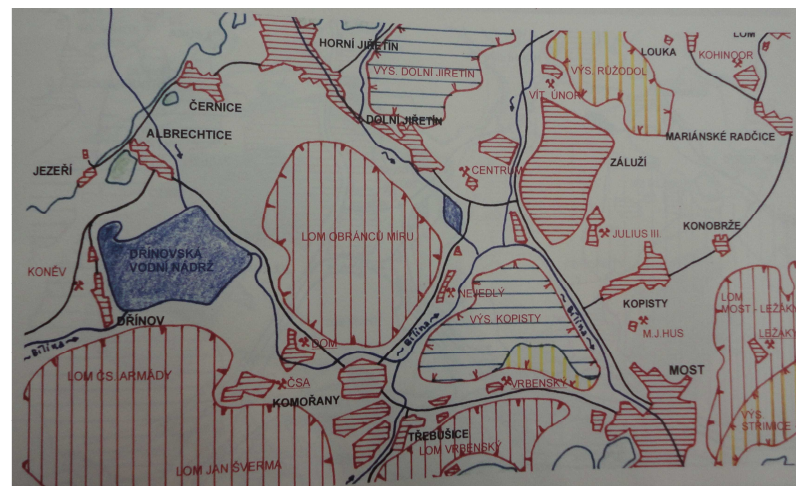 HORNÍ JIŘETÍN
LOUKA
LOM
KOHINOOR
VÝS. DOLNÍ JIŘETÍN
VÝS. RŮŽODOL
VÍT. ÚNOR
ČERNICE
DOLNÍ JIŘETÍN
ALBRECHTICE
MARIÁNSKÉ RADČICE
JEZEŘÍ
CENTRUM
ZÁLUŽÍ
LOM OBRÁNCŮ MÍRU
JULIUS III.
KONOBRŽE
DŘÍNOVSKÁ
VODNÍ NÁDRŽ
KONĚV
NEJEDLÝ
KOPISTY
LOM
MOST - LEŽÁKY
DŘÍNOV
VÝS. KOPISTY
~ Bílina →
~ Bílina →
~ Bílina →
M.J.HUS
LEŽÁKY
DOM
LOM ČS. ARMÁDY
ČSA
MOST
VRBENSKÝ
KOMOŘANY
VÝS.
STŘIMICE
TŘEBUŠICE
LOM VRBENSKÝ
LOM JAN ŠVERMA